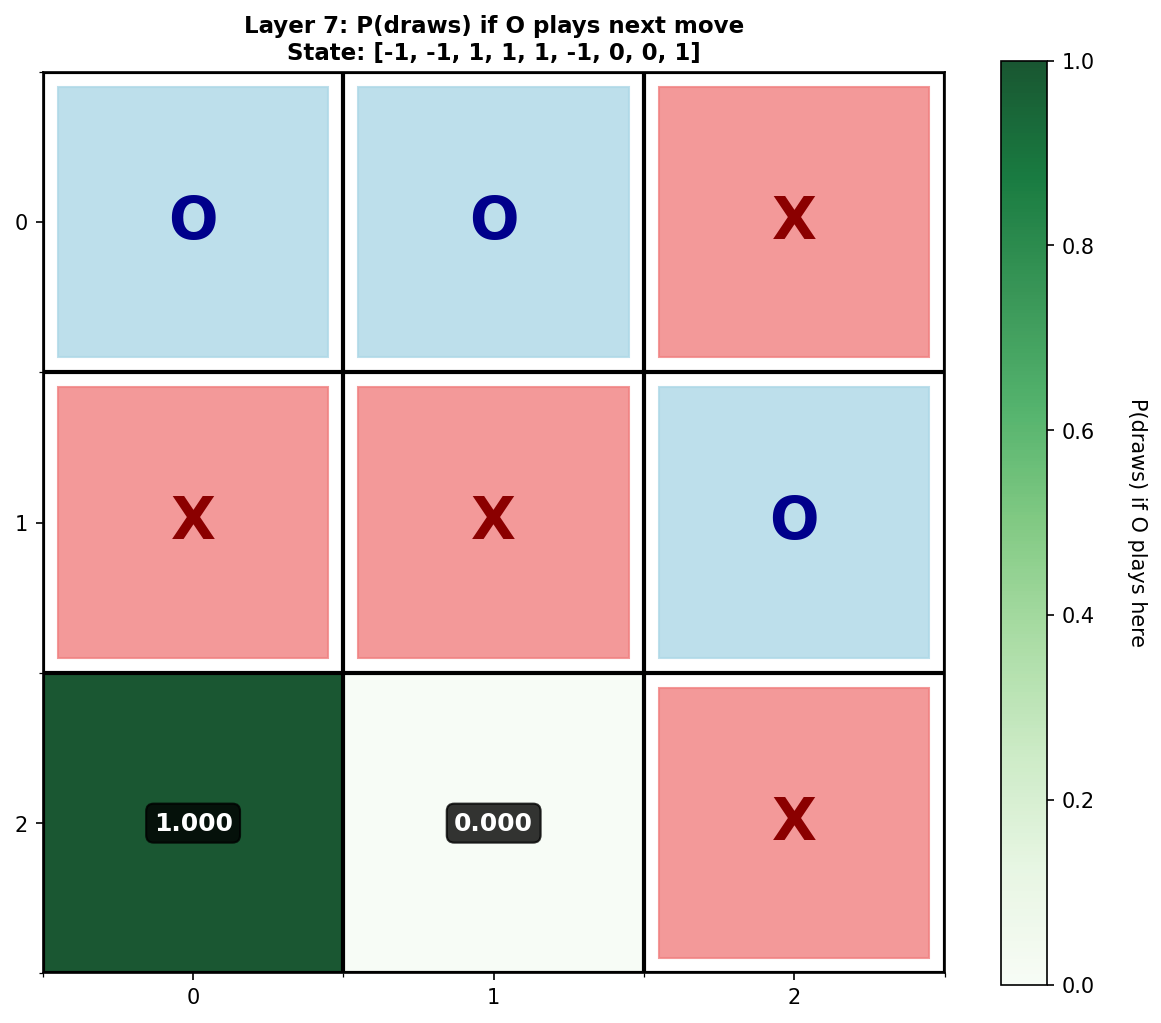 Layer 7: P(draws) if O plays next move
State: [-1, -1, 1, 1, 1, -1, 0, 0, 1]
1.0
0.8
0.6
0.4
0.2
0.0
P(draws) if O plays here
0
O
O
X
1
X
X
O
2
1.000
0.000
X
0
1
2